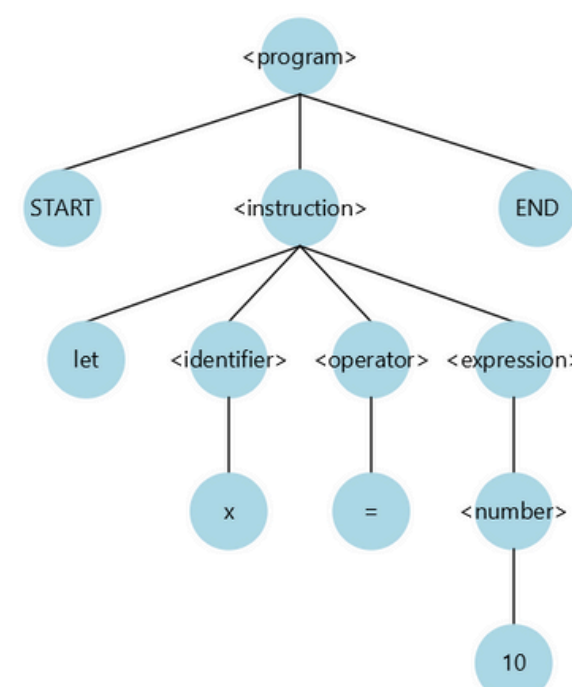 <program>
START <instruction> END
let <identifier> <operator> <expression>
x = <number>
10